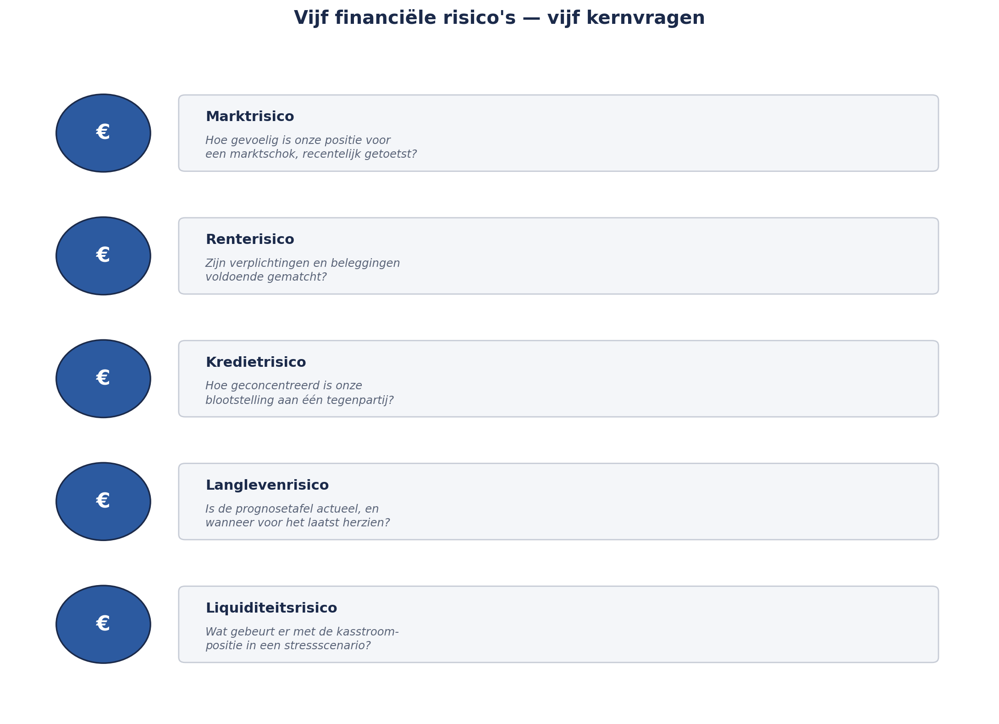 Vijf financiële risico's — vijf kernvragen
€
Marktrisico
Hoe gevoelig is onze positie voor
een marktschok, recentelijk getoetst?
€
Renterisico
Zijn verplichtingen en beleggingen
voldoende gematcht?
€
Kredietrisico
Hoe geconcentreerd is onze
blootstelling aan één tegenpartij?
€
Langlevenrisico
Is de prognosetafel actueel, en
wanneer voor het laatst herzien?
€
Liquiditeitsrisico
Wat gebeurt er met de kasstroom-
positie in een stressscenario?